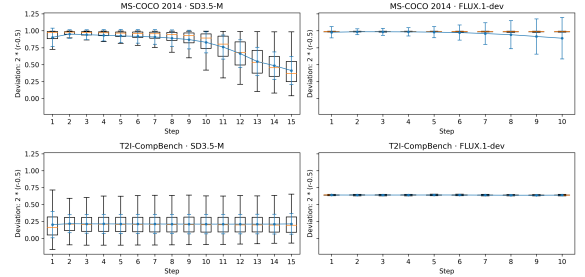 MS-COCO 2014 · SD3.5-M
Deviation: 2 * (r-0.5)
1.25
1.00
0.75
0.50
0.25
0.00
1 2 3 4 5 6 7 8 9 10 11 12 13 14 15
Step
MS-COCO 2014 · FLUX.1-dev
Deviation: 2 * (r-0.5)
1 2 3 4 5 6 7 8 9 10
Step
T2I-CompBench · SD3.5-M
Deviation: 2 * (r-0.5)
1.25
1.00
0.75
0.50
0.25
0.00
1 2 3 4 5 6 7 8 9 10 11 12 13 14 15
Step
T2I-CompBench · FLUX.1-dev
Deviation: 2 * (r-0.5)
1 2 3 4 5 6 7 8 9 10
Step